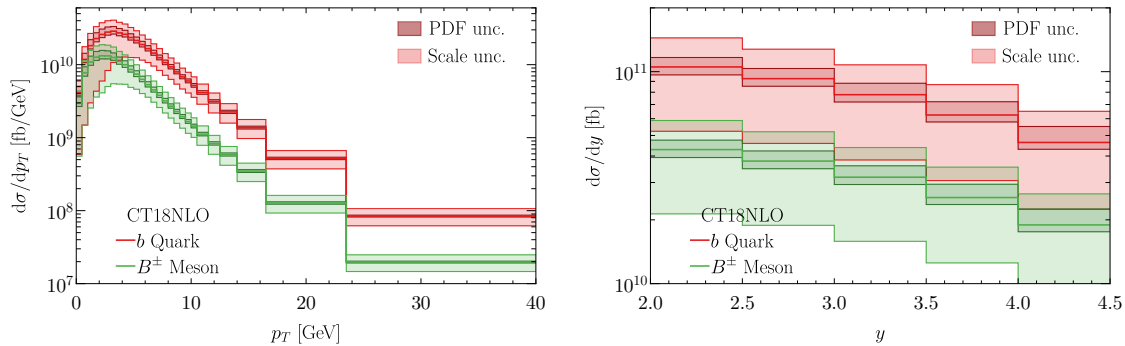 dσ/dp_T [fb/GeV]
10^10
10^9
10^8
10^7
PDF unc.
Scale unc.
CT18NLO
b Quark
B^± Meson
0 10 20 30 40
p_T [GeV]
dσ/dy [fb]
10^11
10^10
PDF unc.
Scale unc.
CT18NLO
b Quark
B^± Meson
2.0 2.5 3.0 3.5 4.0 4.5
y